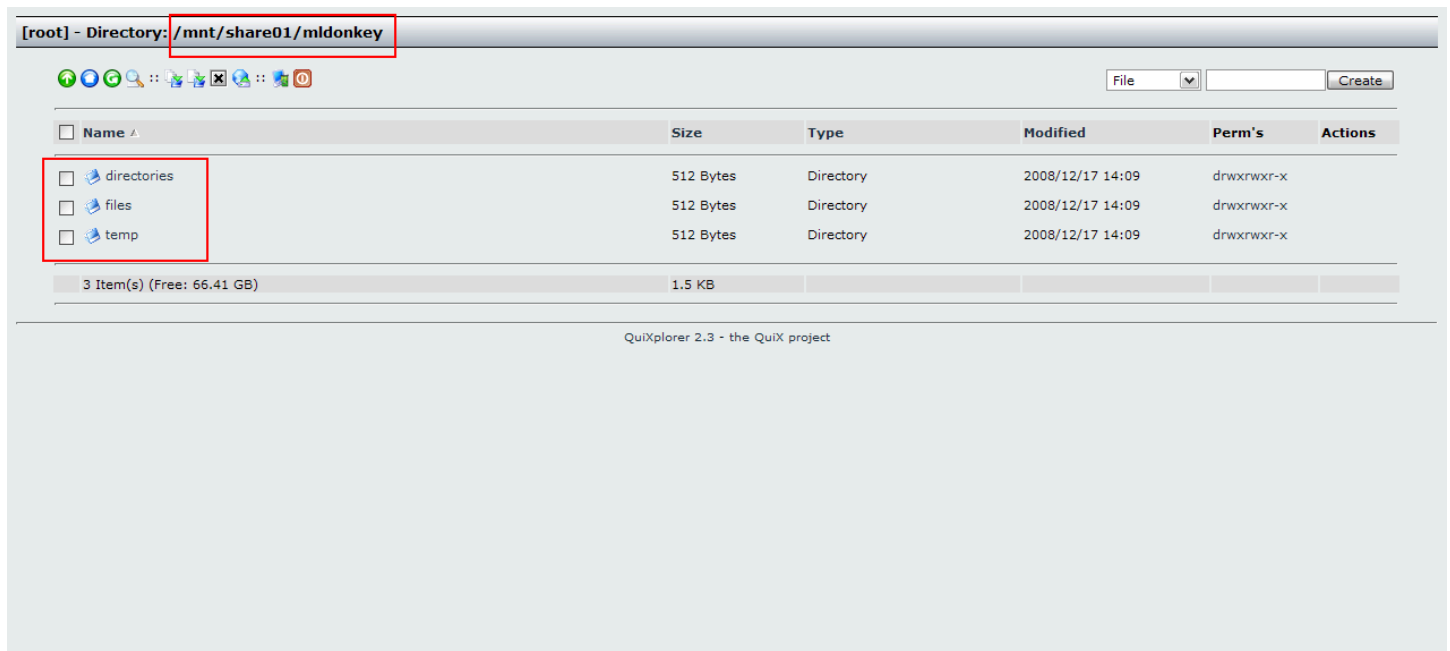 [root] - Directory: /mnt/share01/mldonkey
:: :: File Create
Name Size Type Modified Perm's Actions
directories 512 Bytes Directory 2008/12/17 14:09 drwxrwxr-x
files 512 Bytes Directory 2008/12/17 14:09 drwxrwxr-x
temp 512 Bytes Directory 2008/12/17 14:09 drwxrwxr-x
3 Item(s) (Free: 66.41 GB) 1.5 KB
QuiXplorer 2.3 - the QuiX project